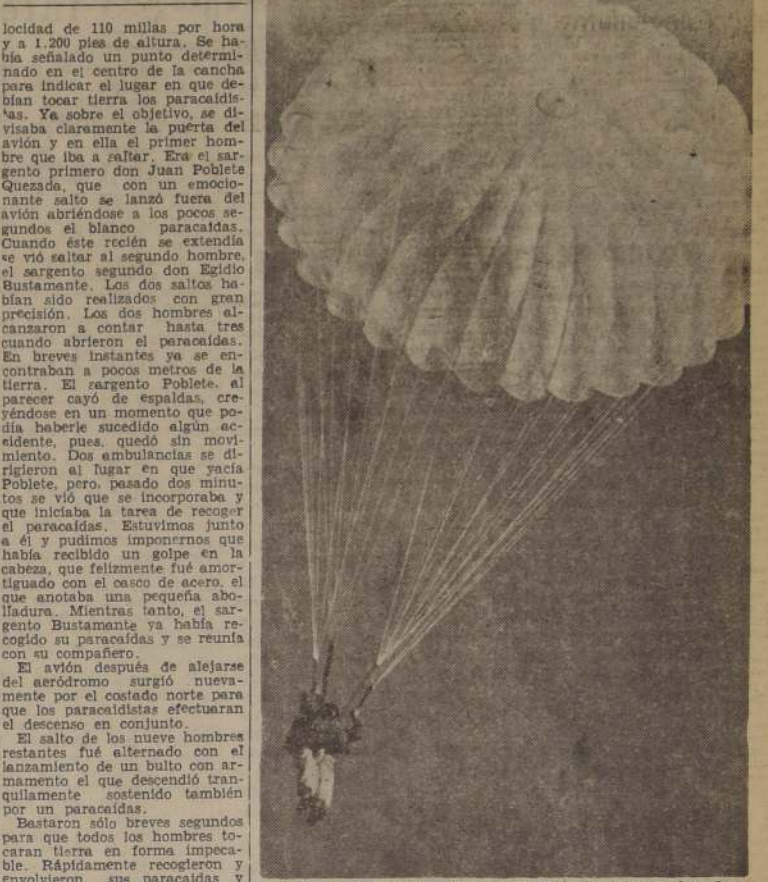 locidad de 110 millas por hora
y a 1.200 pies de altura. Se ha-
bía señalado un punto determi-
nado en el centro de la cancha
para indicar el lugar en que de-
bían tocar tierra los paracaidis-
tas. Ya sobre el objetivo, se di-
visaba claramente la puerta del
avión y en ella el primer hom-
bre que iba a saltar. Era el sar-
gento primero don Juan Poblete
Quezada, que con un emocio-
nante salto se lanzó fuera del
avión abriéndose a los pocos se-
gundos el blanco paracaídas.
Cuando éste recién se extendía
se vió saltar al segundo hombre,
el sargento segundo don Egidio
Bustamante. Los dos saltos ha-
bían sido realizados con gran
precisión. Los dos hombres al-
canzaron a contar hasta tres
cuando abrieron el paracaídas.
En breves instantes ya se en-
contraban a pocos metros de la
tierra. El sargento Poblete, al
parecer cayó de espaldas, cre-
yéndose en un momento que po-
día haberle sucedido algún ac-
cidente, pues, quedó sin movi-
miento. Dos ambulancias se di-
rigieron al lugar en que yacía
Poblete, pero, pasado dos minu-
tos se vió que se incorporaba y
que iniciaba la tarea de recoger
el paracaídas. Estuvimos junto
a él y pudimos imponernos que
había recibido un golpe en la
cabeza, que felizmente fué amor-
tiguado con el casco de acero, el
que anotaba una pequeña abo-
lladura. Mientras tanto, el sar-
gento Bustamante ya había re-
cogido su paracaídas y se reunía
con su compañero.
El avión después de alejarse
del aeródromo surgió nueva-
mente por el costado norte para
que los paracaidistas efectuaran
el descenso en conjunto.
El salto de los nueve hombres
restantes fué alternado con el
lanzamiento de un bulto con ar-
mamento el que descendió tran-
quilamente sostenido también
por un paracaídas.
Bastaron sólo breves segundos
para que todos los hombres to-
caran tierra en forma impeca-
ble. Rápidamente recogieron y
envolvieron sus paracaídas y